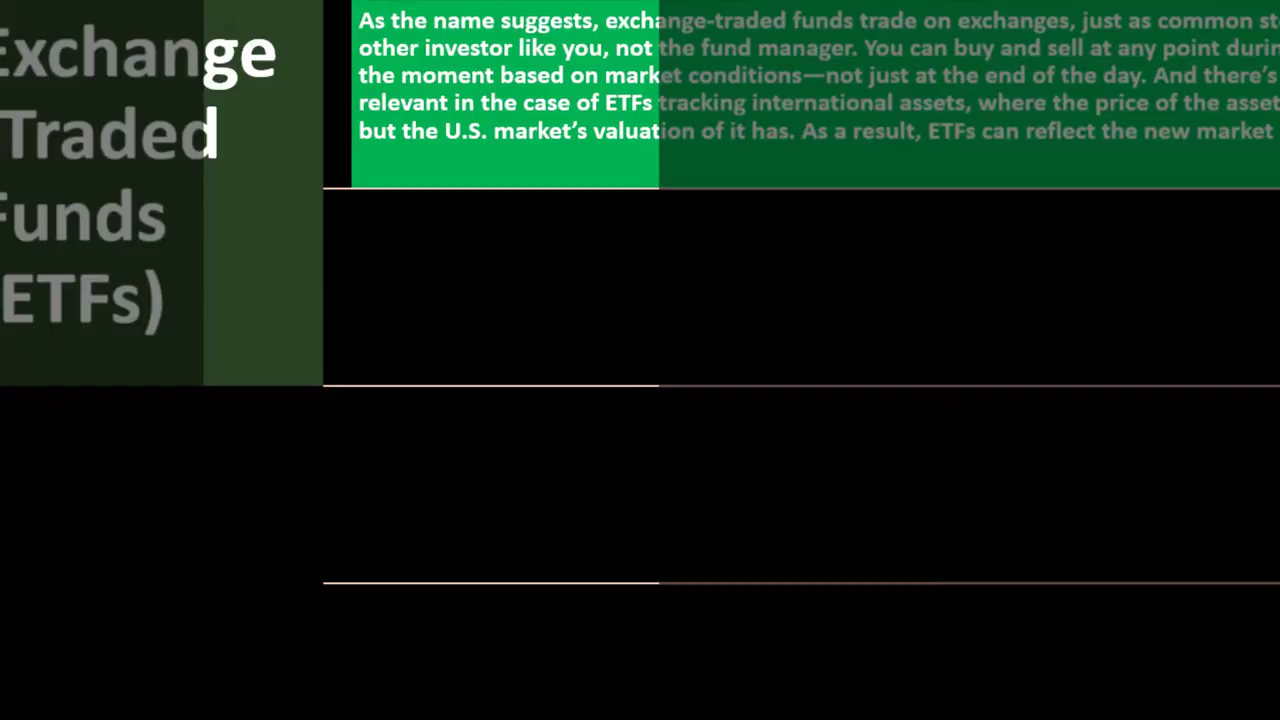 Exchange
Traded
Funds
ETFs)
As the name suggests, exchange-traded funds trade on exchanges, just as common
other investor like you, not the fund manager. You can buy and sell at any point
the moment based on market conditions—not just at the end of the day. And there's
relevant in the case of ETFs tracking international assets, where the price of the
but the U.S. market's valuation of it has. As a result, ETFs can reflect the new market